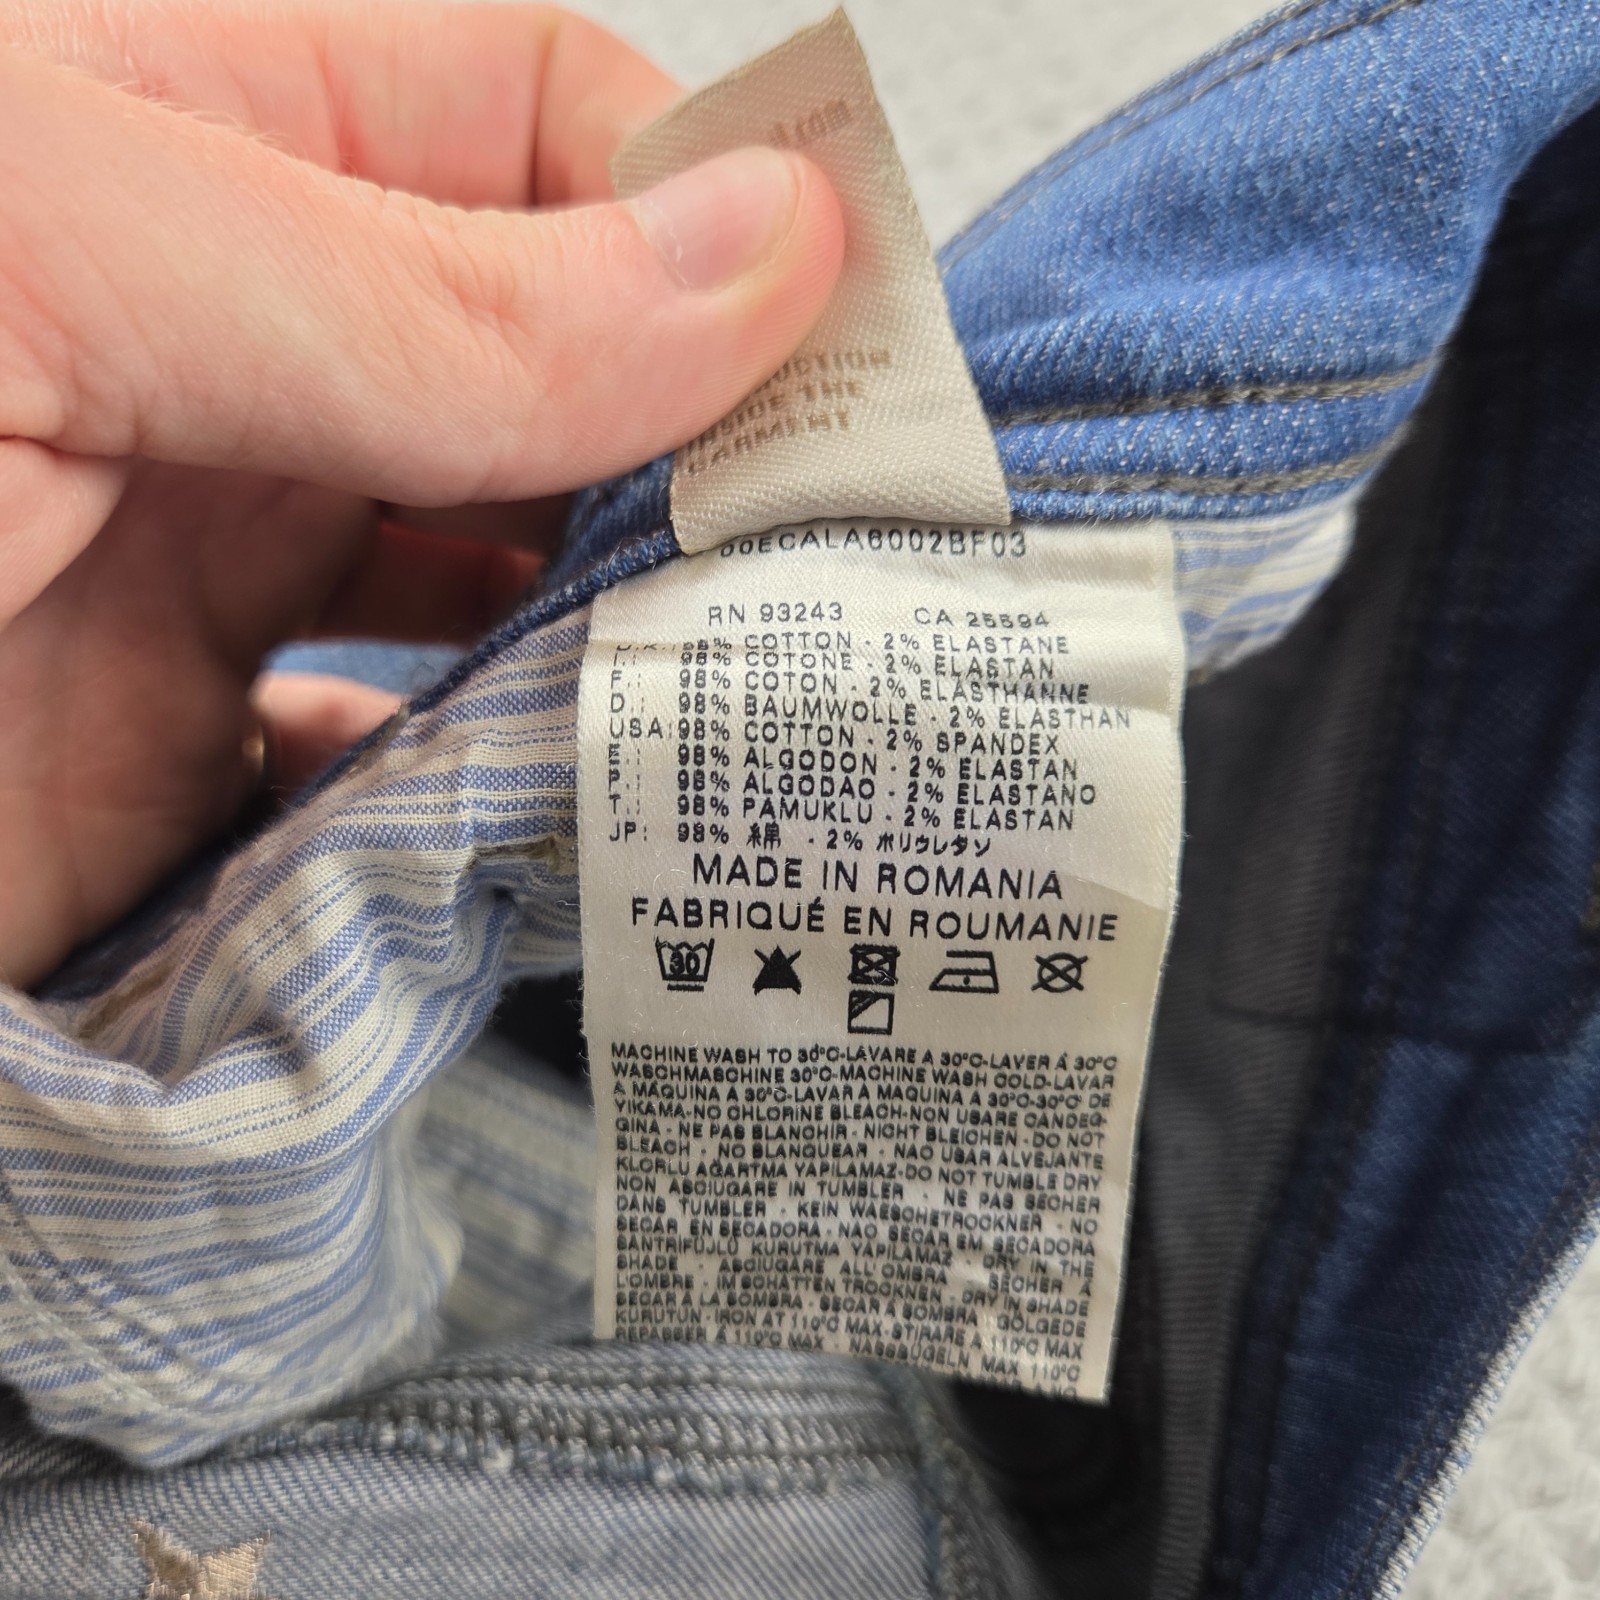 THE
GARMENT
RN 93243 CA 25594
98% COTTON - 2% ELASTANE
I.: 98% COTONE - 2% ELASTAN
F.: 98% COTON - 2% ELASTHANNE
D.: 98% BAUMWOLLE - 2% ELASTHAN
USA: 98% COTTON - 2% SPANDEX
E.: 98% ALGODON - 2% ELASTAN
P.: 98% ALGODAO - 2% ELASTANO
T.: 98% PAMUKLU - 2% ELASTAN
JP: 98% 綿 - 2% ポリウレタン
MADE IN ROMANIA
FABRIQUÉ EN ROUMANIE
30
MACHINE WASH TO 30°C-LAVARE A 30°C-LAVER Á 30°C
WASCHMASCHINE 30°C-MACHINE WASH COLD-LAVAR
A MÁQUINA Á 30°C-LAVAR À MAQUINA À 30°C-30°C' DE
YIKAMA-NO CHLORINE BLEACH-NON USARE CANDEG-
GINA - NE PAS BLANCHIR - NICHT BLEICHEN - DO NOT
BLEACH - NO BLANQUEAR - NAO USAR ALVEJANTE
KLORLU AĞARTMA YAPILAMAZ-DO NOT TUMBLE DRY
NON ASCIUGARE IN TUMBLER - NE PAS SÉCHER
DANS TUMBLER - KEIN WAESCHETROCKNER - NO
SECAR EN SECADORA - NAO SECAR EM SECADORA
SANTRIFÜJLÜ KURUTMA YAPILAMAZ - DRY IN THE
SHADE - ASCIUGARE ALL'OMBRA - SÉCHER Á
L'OMBRE - IM SCHATTEN TROCKNEN - DRY IN SHADE
SECAR A LA SOMBRA - SECAR À SOMBRA - GÖLGEDE
KURUTUN - IRON AT 110°C MAX - STIRARE A 110°C MAX
REPASSER Á 110°C MAX - NASSBÜGELN MAX 110°C